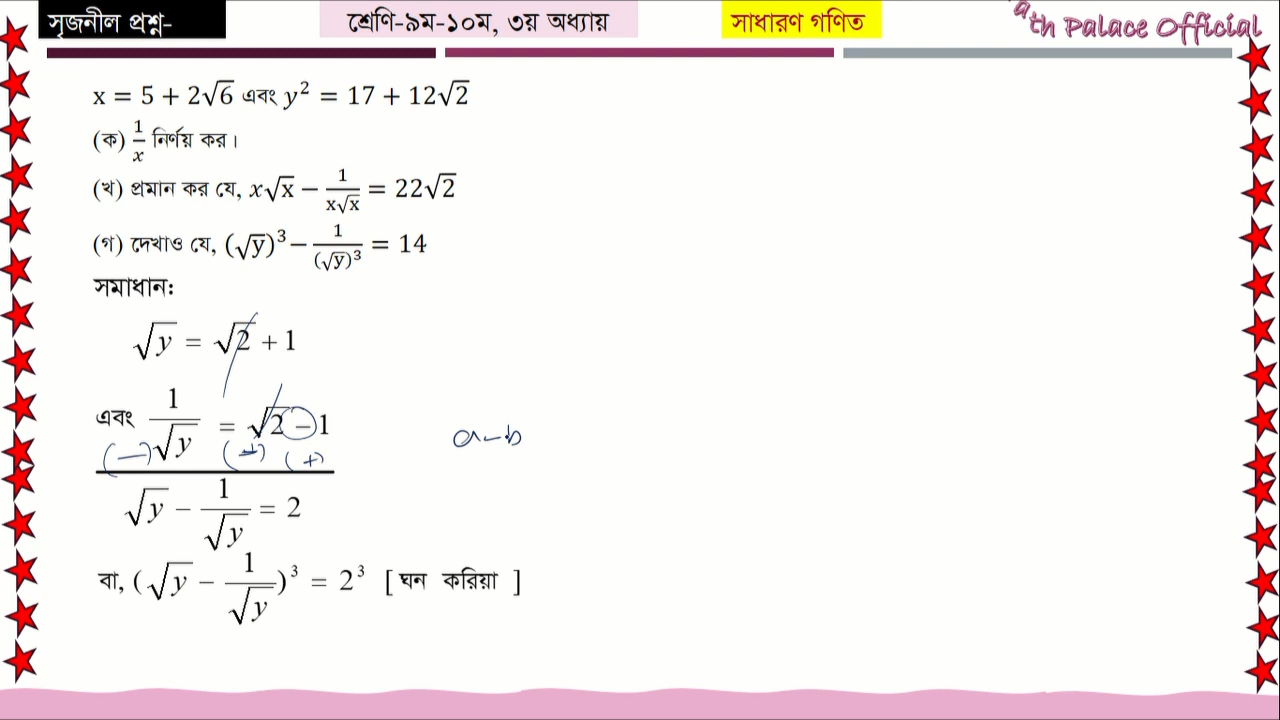 সৃজনীল প্রশ্ন-
শ্রেণি-৯ম-১০ম, ৩য় অধ্যায়
সাধারণ গণিত
ath Palace Official
x = 5 + 2√6 এবং y² = 17 + 12√2
(ক) 1/x নির্ণয় কর।
(খ) প্রমান কর যে, x√x − 1/(x√x) = 22√2
(গ) দেখাও যে, (√y)³ − 1/(√y)³ = 14
সমাধানঃ
√y = √2 + 1
এবং 1/√y = √2 − 1
(−) (−) (+)
a−b
√y − 1/√y = 2
বা, (√y − 1/√y)³ = 2³ [ ঘন করিয়া ]